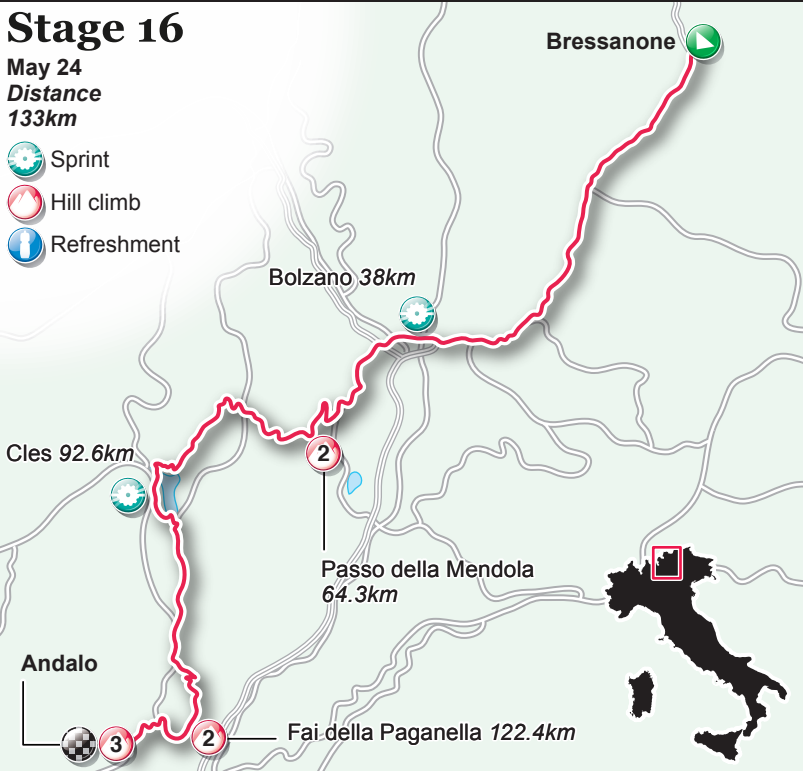 Stage 16
May 24
Distance
133km
Sprint
Hill climb
Refreshment
Bressanone
Bolzano 38km
Cles 92.6km
2
Passo della Mendola
64.3km
Andalo
3
2
Fai della Paganella 122.4km